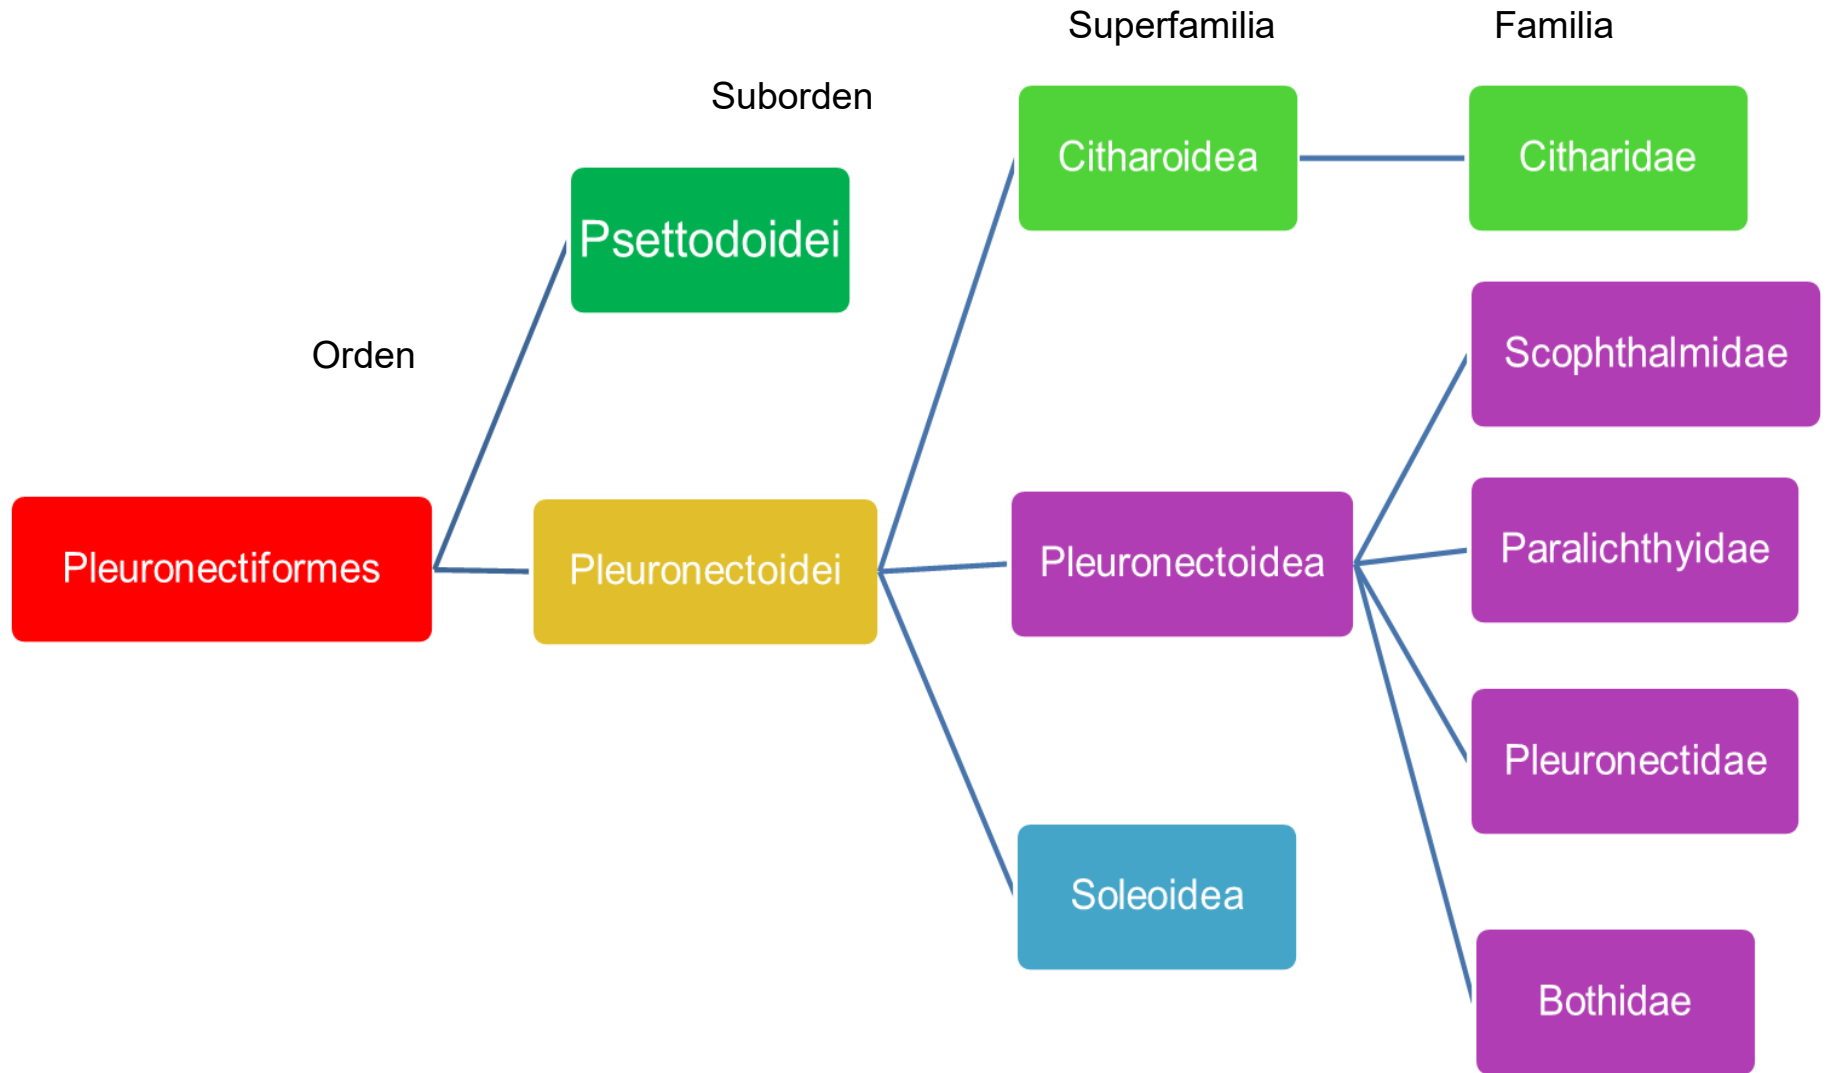 Superfamilia
Familia
Suborden
Citharoidea
Citharidae
Psettodoidei
Scophthalmidae
Orden
Paralichthyidae
Pleuronectiformes
Pleuronectoidei
Pleuronectoidea
Pleuronectidae
Soleoidea
Bothidae